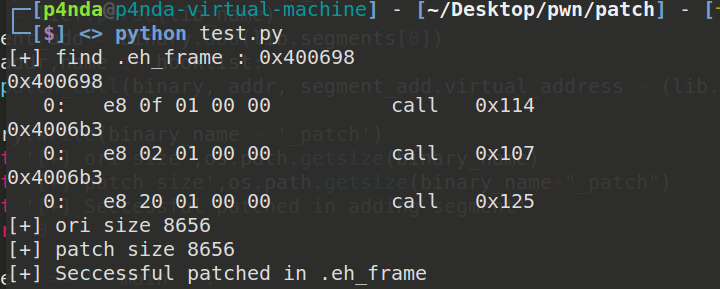 [p4nda@p4nda-virtual-machine] - [~/Desktop/pwn/patch] - [
[$] <> python test.py
[+] find .eh_frame : 0x400698
0x400698
0: e8 0f 01 00 00 call 0x114
0x4006b3
0: e8 02 01 00 00 call 0x107
0x4006b3
0: e8 20 01 00 00 call 0x125
[+] ori size 8656
[+] patch size 8656
[+] Seccessful patched in .eh_frame